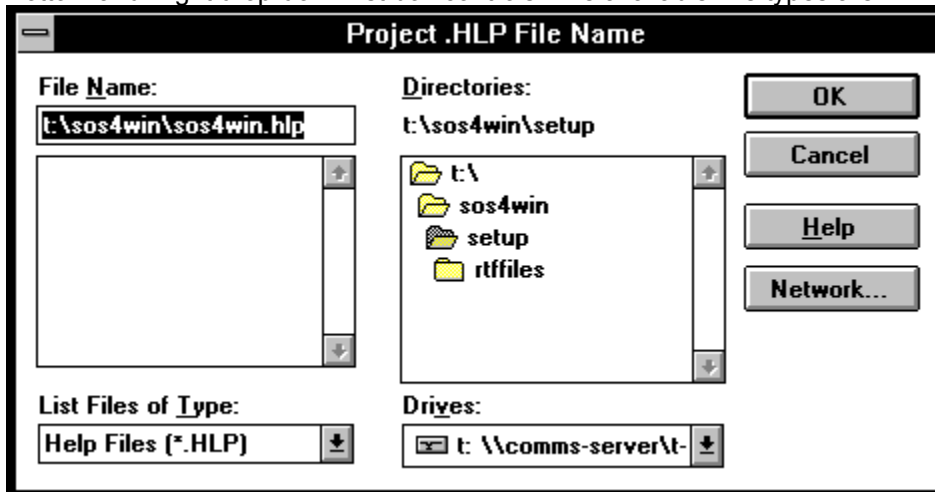 Project .HLP File Name
File Name:
t:\sos4win\sos4win.hlp
Directories:
t:\sos4win\setup
t:\
sos4win
setup
rtffiles
OK
Cancel
Help
Network...
List Files of Type:
Help Files (*.HLP)
Drives:
t: \\comms-server\t-